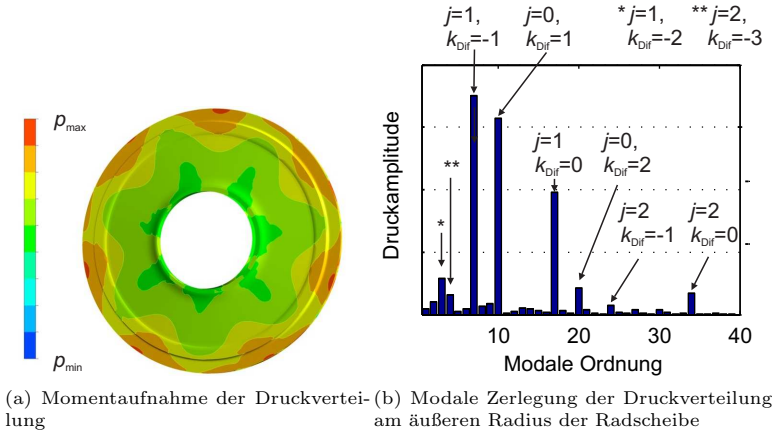 j=1,
k_Dif=-1
j=0,
k_Dif=1
*j=1,
k_Dif=-2
**j=2,
k_Dif=-3
p_max
p_min
Druckamplitude
*
**
j=1
k_Dif=0
j=0,
k_Dif=2
j=2
k_Dif=-1
j=2
k_Dif=0
10 20 30 40
Modale Ordnung
(a) Momentaufnahme der Druckvertei-
lung
(b) Modale Zerlegung der Druckverteilung
am äußeren Radius der Radscheibe